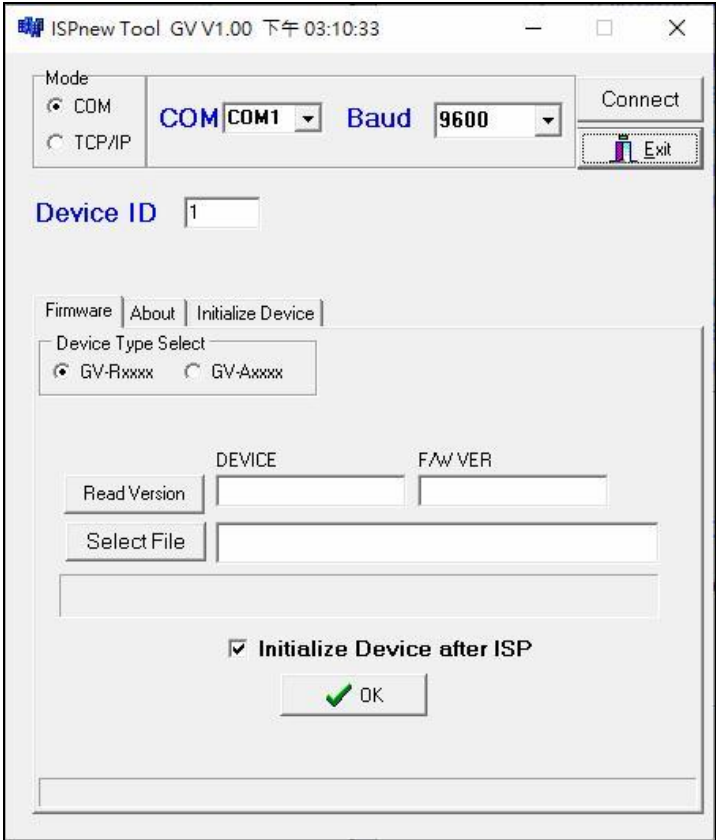 ISPnew Tool GV V1.00 下午 03:10:33
Mode
COM
TCP/IP
COM COM1 Baud 9600
Connect
Exit
Device ID 1
Firmware About Initialize Device
Device Type Select
GV-Rxxxx GV-Axxxx
DEVICE F/W VER
Read Version
Select File
Initialize Device after ISP
OK